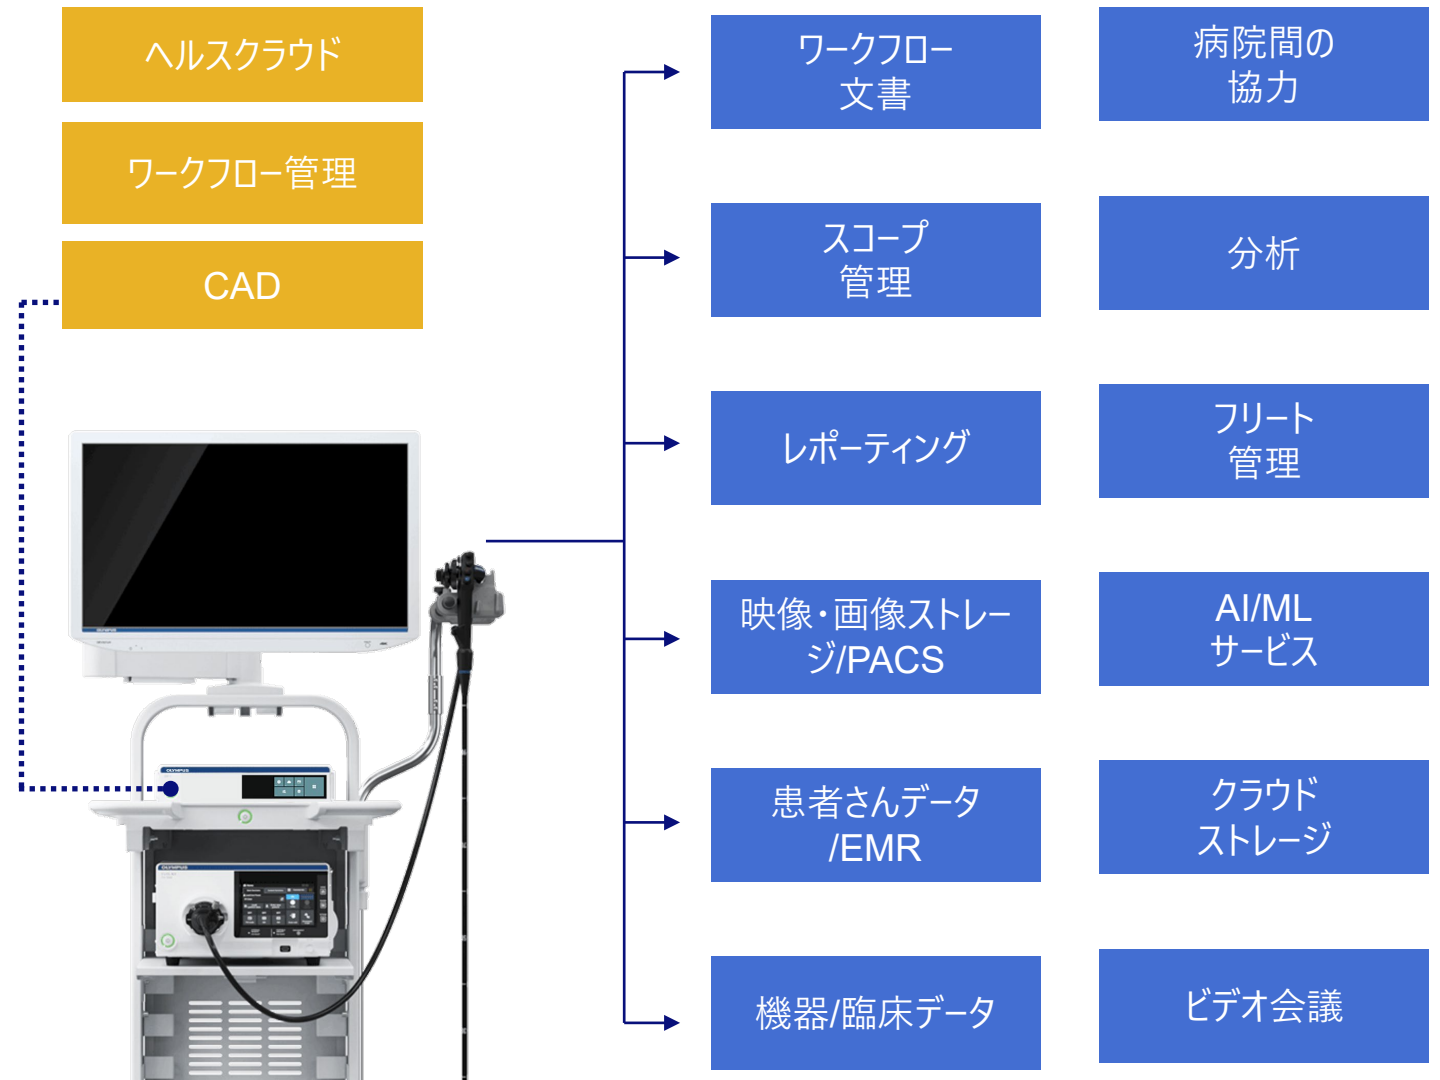 ヘルスクラウド
ワークフロー管理
CAD
ワークフロー
文書
スコープ
管理
レポーティング
映像・画像ストレー
ジ/PACS
患者さんデータ
/EMR
機器/臨床データ
病院間の
協力
分析
フリート
管理
AI/ML
サービス
クラウド
ストレージ
ビデオ会議
OLYMPUS
OLYMPUS
OLYMPUS